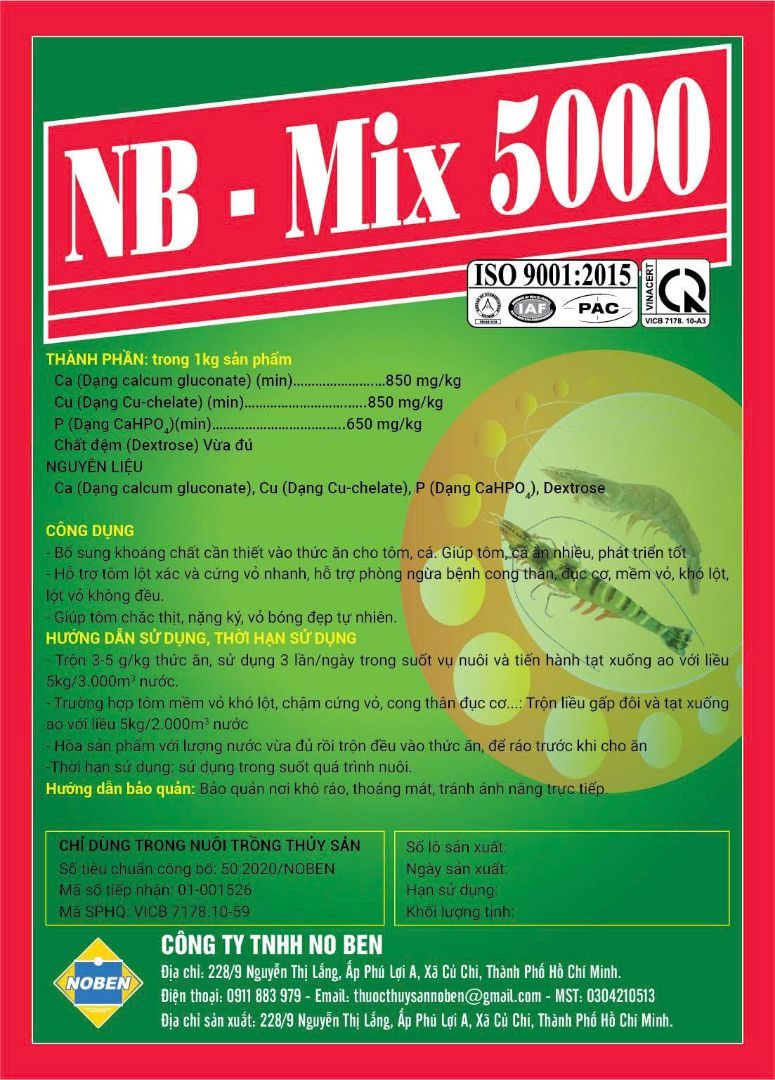 NB - Mix 5000
ISO 9001:2015
IAF
PAC
VINACERT
VICB 7178. 10-A3
THÀNH PHẦN: trong 1kg sản phẩm
Ca (Dạng calcum gluconate) (min)........................850 mg/kg
Cu (Dạng Cu-chelate) (min)................................850 mg/kg
P (Dạng CaHPO₄)(min)....................................650 mg/kg
Chất đệm (Dextrose) Vừa đủ
NGUYÊN LIỆU
Ca (Dạng calcum gluconate), Cu (Dạng Cu-chelate), P (Dạng CaHPO₄), Dextrose
CÔNG DỤNG
- Bổ sung khoáng chất cần thiết vào thức ăn cho tôm, cá. Giúp tôm, cá ăn nhiều, phát triển tốt
- Hỗ trợ tôm lột xác và cứng vỏ nhanh, hỗ trợ phòng ngừa bệnh cong thân, đục cơ, mềm vỏ, khó lột,
lột vỏ không đều.
- Giúp tôm chắc thịt, nặng ký, vỏ bóng đẹp tự nhiên.
HƯỚNG DẪN SỬ DỤNG, THỜI HẠN SỬ DỤNG
- Trộn 3-5 g/kg thức ăn, sử dụng 3 lần/ngày trong suốt vụ nuôi và tiến hành tạt xuống ao với liều
5kg/3.000m³ nước.
- Trường hợp tôm mềm vỏ khó lột, chậm cứng vỏ, cong thân đục cơ...: Trộn liều gấp đôi và tạt xuống
ao với liều 5kg/2.000m³ nước
- Hòa sản phẩm với lượng nước vừa đủ rồi trộn đều vào thức ăn, để ráo trước khi cho ăn
-Thời hạn sử dụng: sử dụng trong suốt quá trình nuôi.
Hướng dẫn bảo quản: Bảo quản nơi khô ráo, thoáng mát, tránh ánh nắng trực tiếp.
CHỈ DÙNG TRONG NUÔI TRỒNG THỦY SẢN
Số tiêu chuẩn công bố: 50:2020/NOBEN
Mã số tiếp nhận: 01-001526
Mã SPHQ: VICB 7178.10-59
Số lô sản xuất:
Ngày sản xuất:
Hạn sử dụng:
Khối lượng tịnh:
NOBEN
CÔNG TY TNHH NO BEN
Địa chỉ: 228/9 Nguyễn Thị Lắng, Ấp Phú Lợi A, Xã Củ Chi, Thành Phố Hồ Chí Minh.
Điện thoại: 0911 883 979 - Email: thuocthuysannoben@gmail.com - MST: 0304210513
Địa chỉ sản xuất: 228/9 Nguyễn Thị Lắng, Ấp Phú Lợi A, Xã Củ Chi, Thành Phố Hồ Chí Minh.